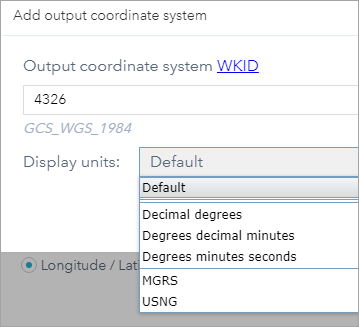 Add output coordinate system
Output coordinate system WKID
4326
GCS_WGS_1984
Display units: Default
Default
Decimal degrees
Degrees decimal minutes
Degrees minutes seconds
Longitude / Lati
MGRS
USNG